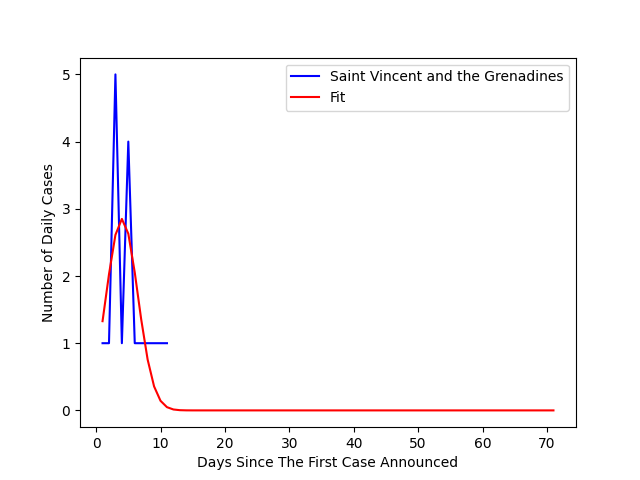 Saint Vincent and the Grenadines
Fit
Number of Daily Cases
5
4
3
2
1
0
0 10 20 30 40 50 60 70
Days Since The First Case Announced